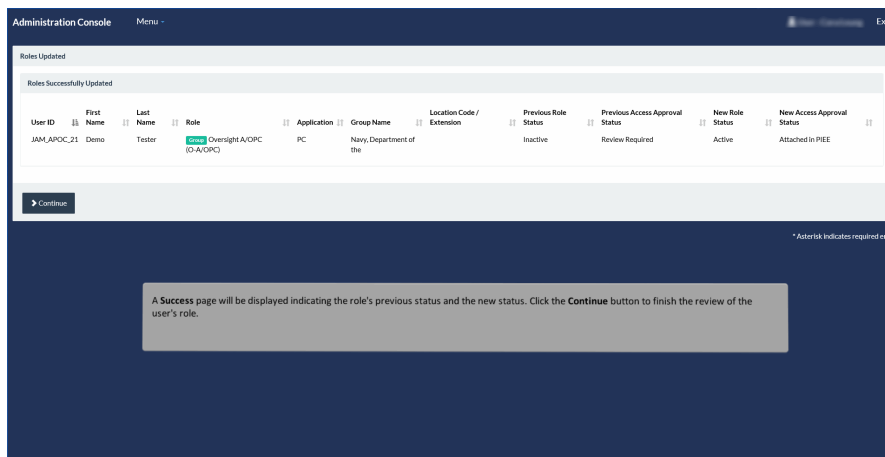 Administration Console Menu
Roles Updated
Roles Successfully Updated
User ID First Name Last Name Role Application Group Name Location Code / Extension Previous Role Status Previous Access Approval Status New Role Status New Access Approval Status
JAM_APOC_21 Demo Tester Group Oversight A/OPC (O-A/OPC) PC Navy, Department of the Inactive Review Required Active Attached in PIEE
Continue
* Asterisk indicates required
A Success page will be displayed indicating the role's previous status and the new status. Click the Continue button to finish the review of the
user's role.